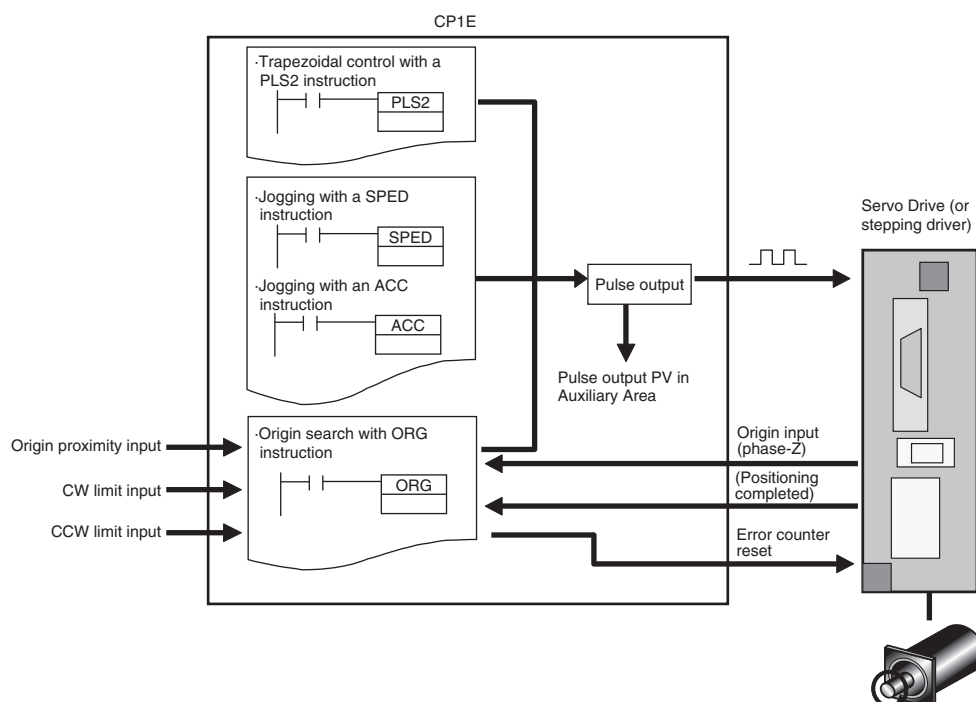 CP1E
·Trapezoidal control with a
PLS2 instruction
PLS2
·Jogging with a SPED
instruction
SPED
·Jogging with an ACC
instruction
ACC
Pulse output
Pulse output PV in
Auxiliary Area
Servo Drive (or
stepping driver)
Origin proximity input
CW limit input
CCW limit input
·Origin search with ORG
instruction
ORG
Origin input
(phase-Z)
(Positioning
completed)
Error counter
reset